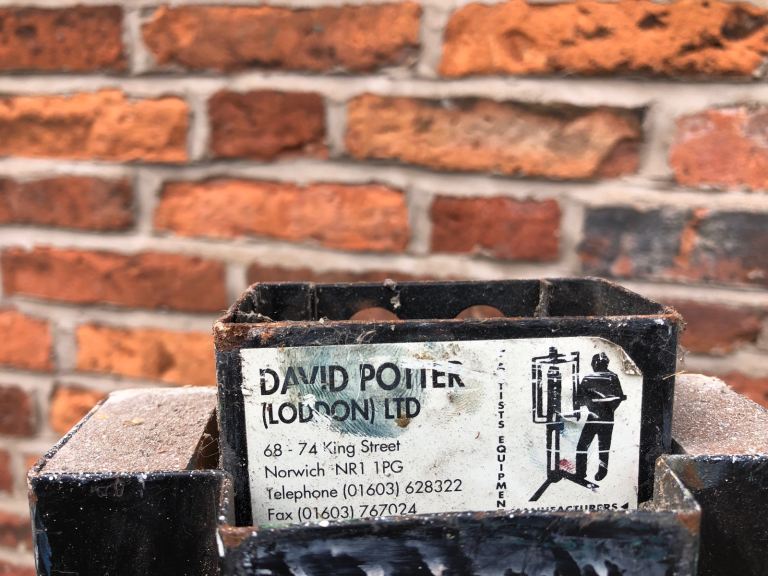 DAVID POTTER
(LODDON) LTD
68 - 74 King Street
Norwich NR1 1PG
Telephone (01603) 628322
Fax (01603) 767024